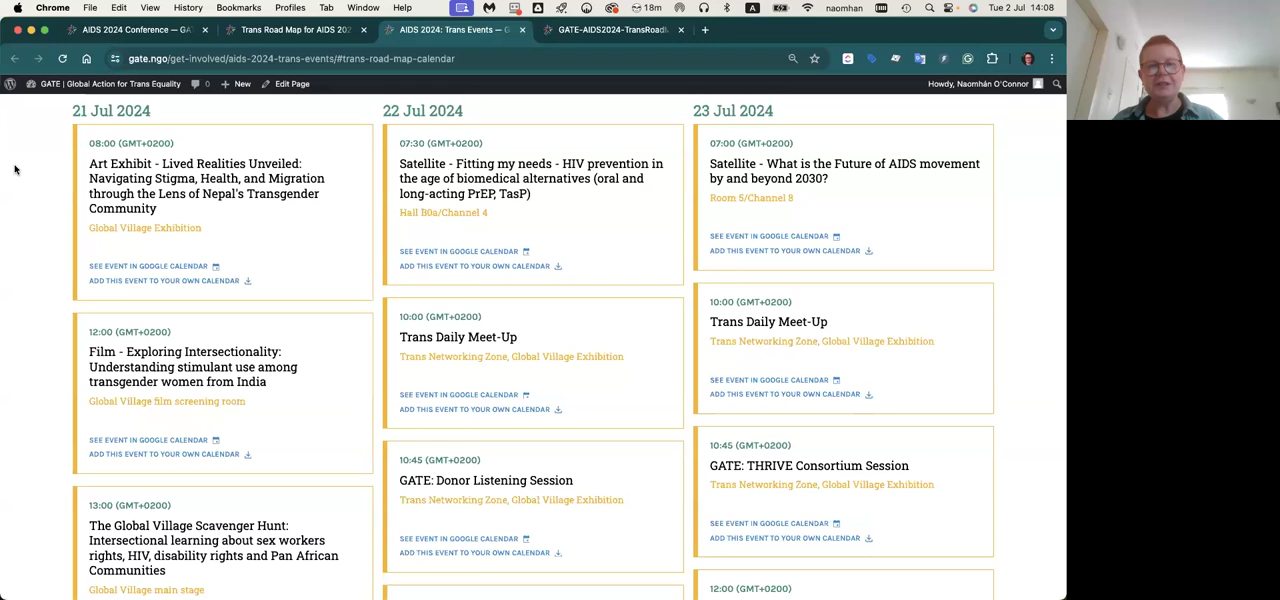 Chrome File Edit View History Bookmarks Profiles Tab Window Help 18m A naomhan Tue 2 Jul 14:08
AIDS 2024 Conference — GA × Trans Road Map for AIDS 202 × AIDS 2024: Trans Events — G × GATE-AIDS2024-TransRoadM × +
gate.ngo/get-involved/aids-2024-trans-events/#trans-road-map-calendar
GATE | Global Action for Trans Equality 0 + New Edit Page Howdy, Naomhán O'Connor
21 Jul 2024
08:00 (GMT+0200)
Art Exhibit - Lived Realities Unveiled:
Navigating Stigma, Health, and Migration
through the Lens of Nepal's Transgender
Community
Global Village Exhibition
SEE EVENT IN GOOGLE CALENDAR
ADD THIS EVENT TO YOUR OWN CALENDAR
12:00 (GMT+0200)
Film - Exploring Intersectionality:
Understanding stimulant use among
transgender women from India
Global Village film screening room
SEE EVENT IN GOOGLE CALENDAR
ADD THIS EVENT TO YOUR OWN CALENDAR
13:00 (GMT+0200)
The Global Village Scavenger Hunt:
Intersectional learning about sex workers
rights, HIV, disability rights and Pan African
Communities
Global Village main stage
22 Jul 2024
07:30 (GMT+0200)
Satellite - Fitting my needs - HIV prevention in
the age of biomedical alternatives (oral and
long-acting PrEP, TasP)
Hall B0a/Channel 4
SEE EVENT IN GOOGLE CALENDAR
ADD THIS EVENT TO YOUR OWN CALENDAR
10:00 (GMT+0200)
Trans Daily Meet-Up
Trans Networking Zone, Global Village Exhibition
SEE EVENT IN GOOGLE CALENDAR
ADD THIS EVENT TO YOUR OWN CALENDAR
10:45 (GMT+0200)
GATE: Donor Listening Session
Trans Networking Zone, Global Village Exhibition
SEE EVENT IN GOOGLE CALENDAR
ADD THIS EVENT TO YOUR OWN CALENDAR
23 Jul 2024
07:00 (GMT+0200)
Satellite - What is the Future of AIDS movement
by and beyond 2030?
Room 5/Channel 8
SEE EVENT IN GOOGLE CALENDAR
ADD THIS EVENT TO YOUR OWN CALENDAR
10:00 (GMT+0200)
Trans Daily Meet-Up
Trans Networking Zone, Global Village Exhibition
SEE EVENT IN GOOGLE CALENDAR
ADD THIS EVENT TO YOUR OWN CALENDAR
10:45 (GMT+0200)
GATE: THRIVE Consortium Session
Trans Networking Zone, Global Village Exhibition
SEE EVENT IN GOOGLE CALENDAR
ADD THIS EVENT TO YOUR OWN CALENDAR
12:00 (GMT+0200)